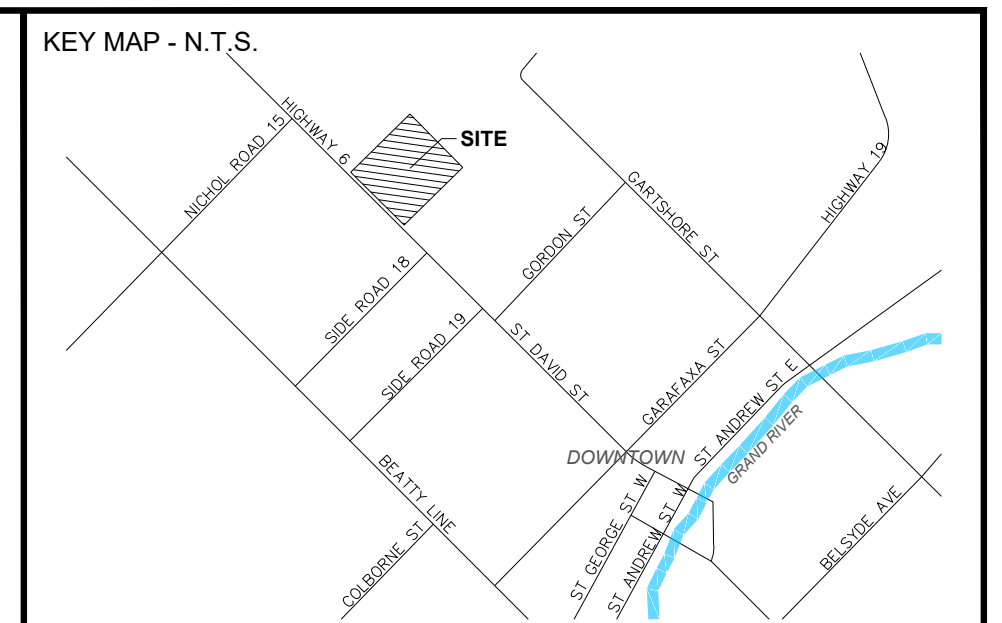 KEY MAP - N.T.S.
HIGHWAY 6
SITE
NICHOL ROAD 15
HIGHWAY 19
GARTSHORE ST
GORDON ST
SIDE ROAD 18
SIDE ROAD 19
ST DAVID ST
GARAFAXA ST
ST ANDREW ST E
GRAND RIVER
DOWNTOWN
BEATTY LINE
ST GEORGE ST W
ST ANDREW ST W
BELSYDE AVE
COLBORNE ST